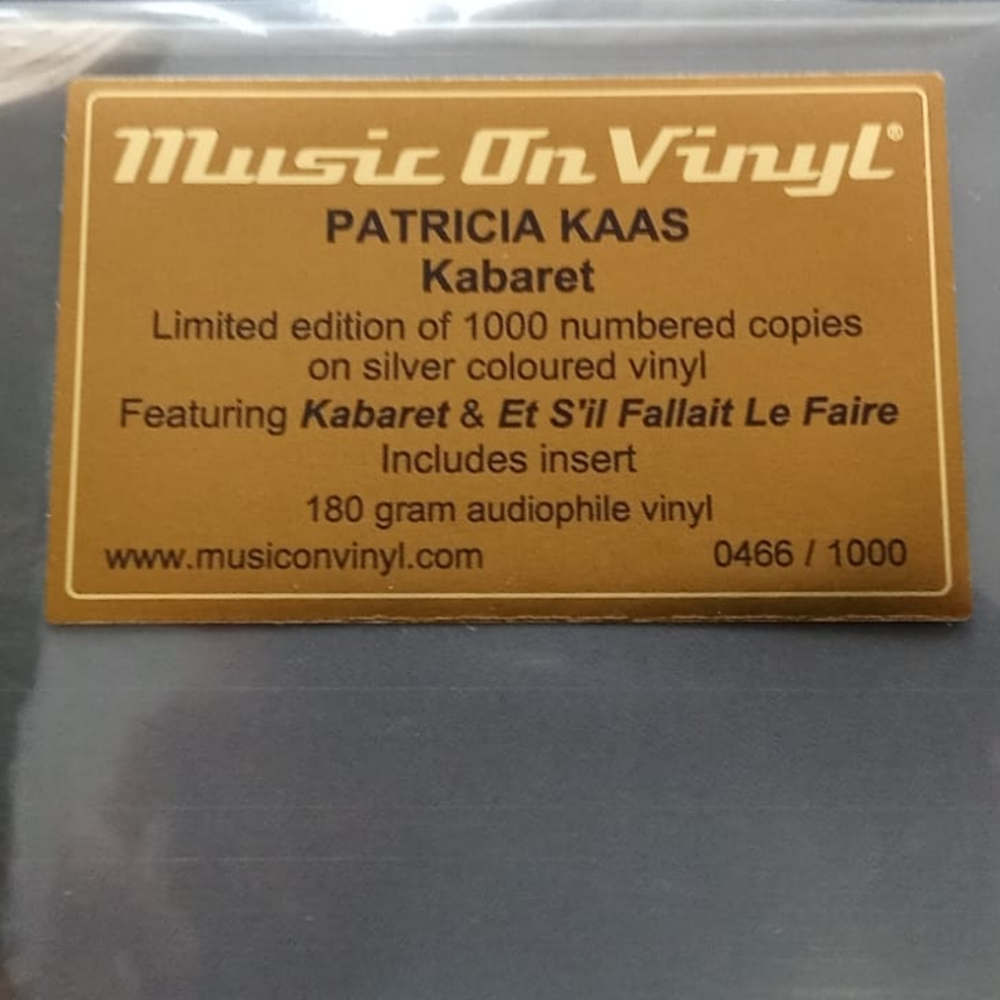 Music On Vinyl®
PATRICIA KAAS
Kabaret
Limited edition of 1000 numbered copies
on silver coloured vinyl
Featuring Kabaret & Et S'il Fallait Le Faire
Includes insert
180 gram audiophile vinyl
www.musiconvinyl.com 0466 / 1000